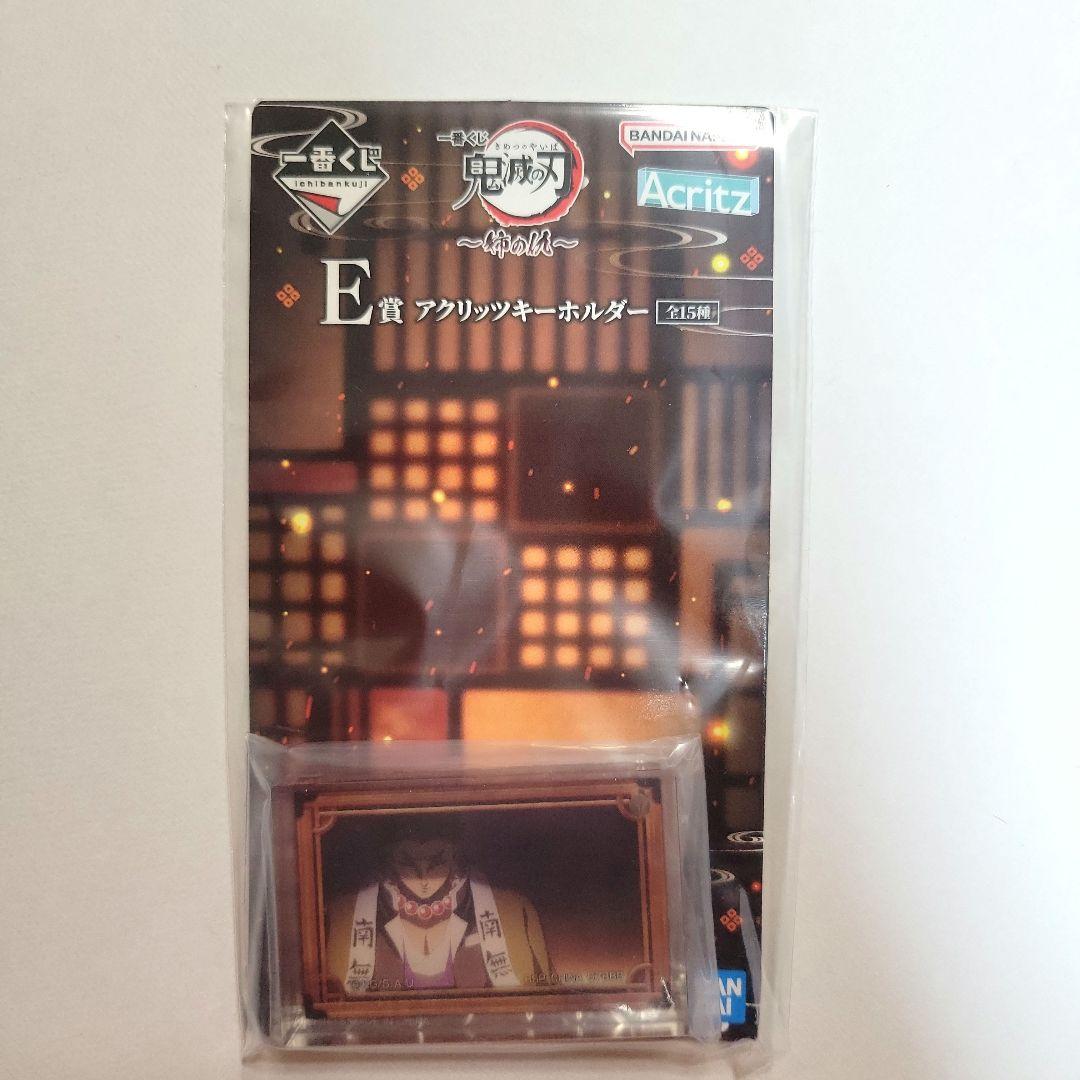 一番くじ
ichibankuji
一番くじ
きめつのやいば
鬼滅の刃
～姉の仇～
BANDAI NA
Acritz
E賞 アクリッツキーホルダー 全15種
南無
南無